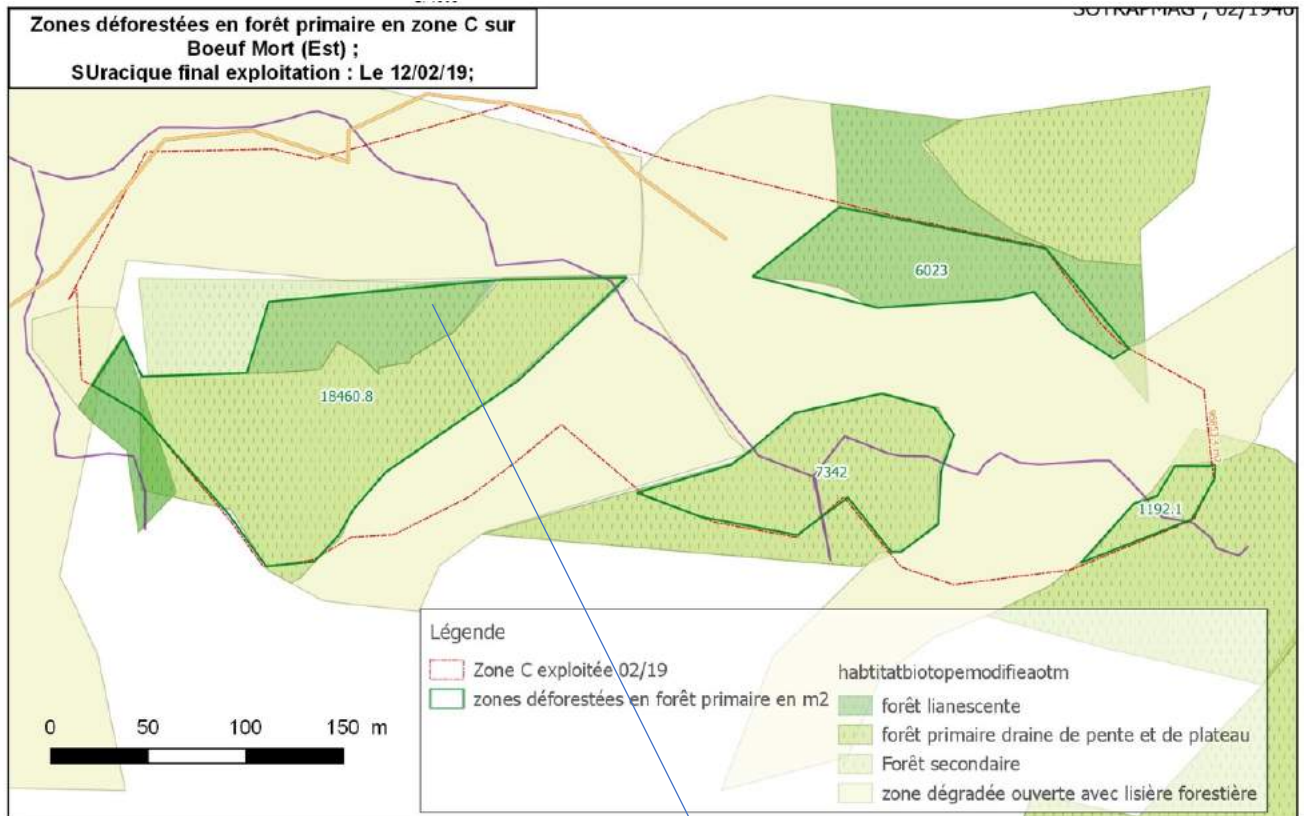 Zones déforestées en forêt primaire en zone C sur
Boeuf Mort (Est) ;
SUracique final exploitation : Le 12/02/19;
6023
18460.8
7342
1192.1
Légende
Zone C exploitée 02/19
zones déforestées en forêt primaire en m2
habtitatbiotopemodifieaotm
forêt lianescente
forêt primaire draine de pente et de plateau
Forêt secondaire
zone dégradée ouverte avec lisière forestière
0 50 100 150 m